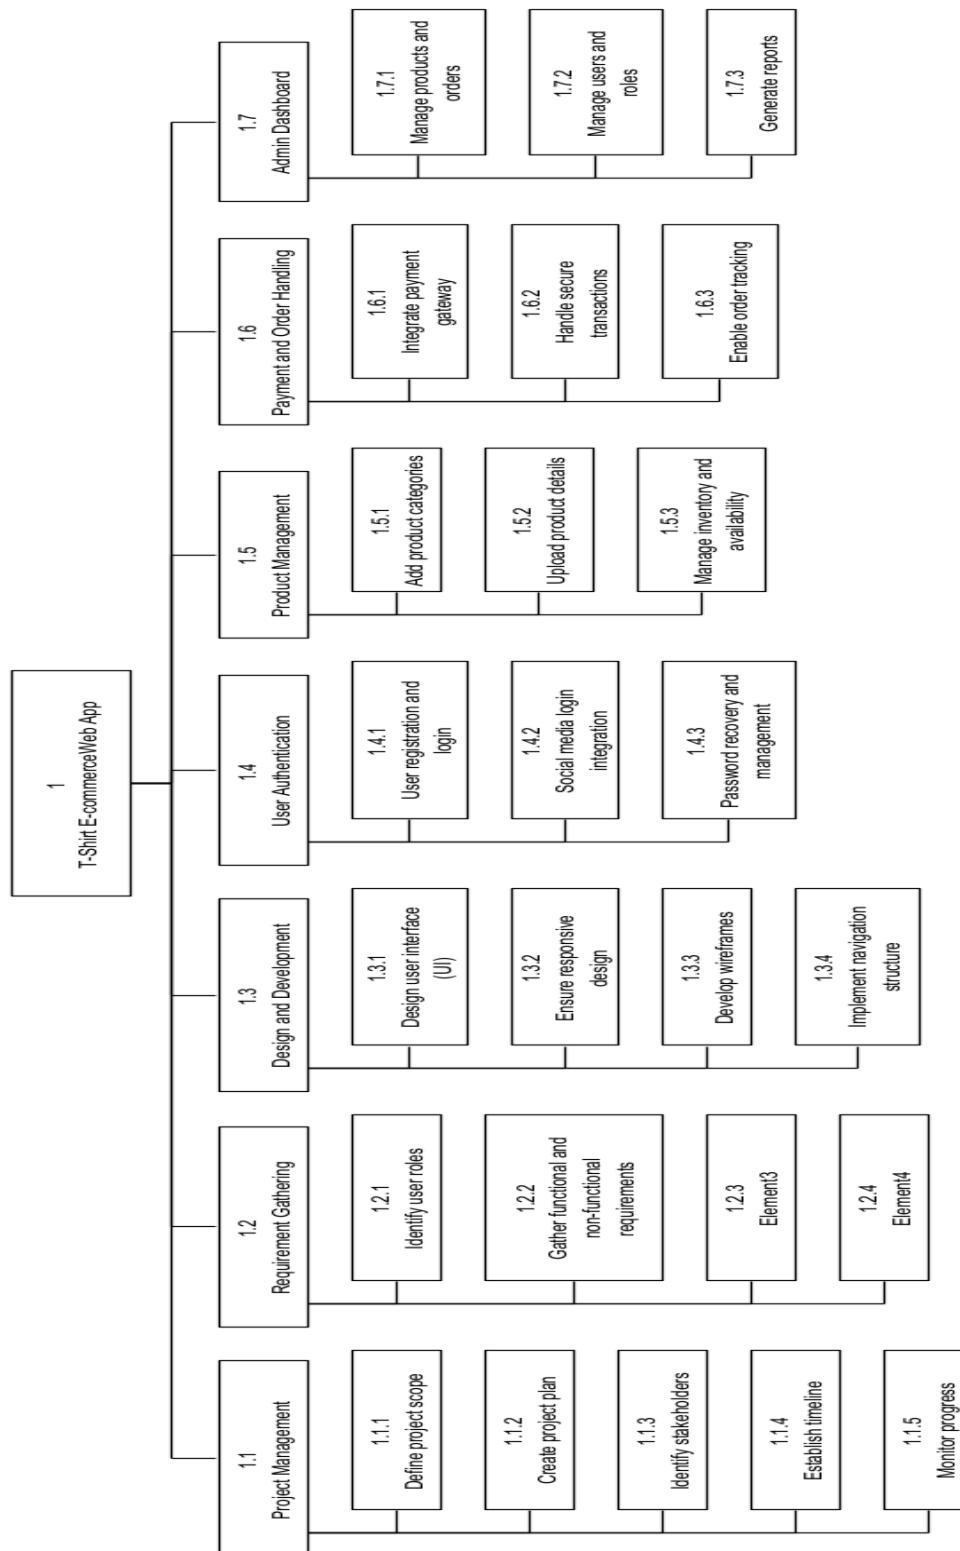 1
T-Shirt E-commerceWeb App
1.1
Project Management
1.1.1
Define project scope
1.1.2
Create project plan
1.1.3
Identify stakeholders
1.1.4
Establish timeline
1.1.5
Monitor progress
1.2
Requirement Gathering
1.2.1
Identify user roles
1.2.2
Gather functional and
non-functional
requirements
1.2.3
Element3
1.2.4
Element4
1.3
Design and Development
1.3.1
Design user interface
(UI)
1.3.2
Ensure responsive
design
1.3.3
Develop wireframes
1.3.4
Implement navigation
structure
1.4
User Authentication
1.4.1
User registration and
login
1.4.2
Social media login
integration
1.4.3
Password recovery and
management
1.5
Product Management
1.5.1
Add product categories
1.5.2
Upload product details
1.5.3
Manage inventory and
availability
1.6
Payment and Order Handling
1.6.1
Integrate payment
gateway
1.6.2
Handle secure
transactions
1.6.3
Enable order tracking
1.7
Admin Dashboard
1.7.1
Manage products and
orders
1.7.2
Manage users and
roles
1.7.3
Generate reports